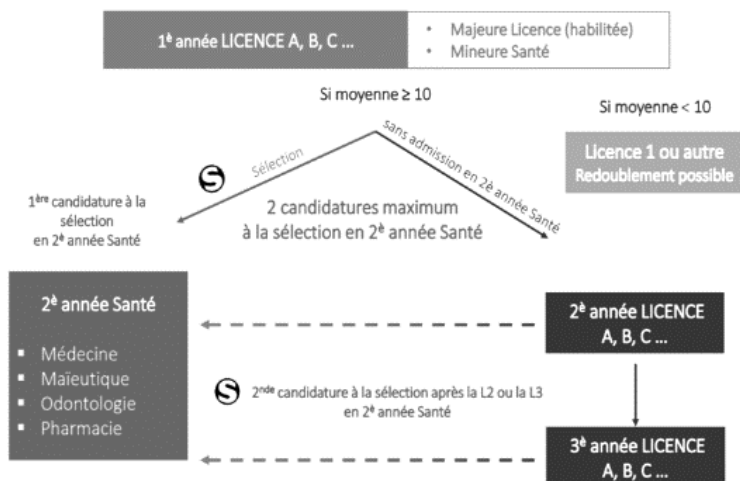 1è année LICENCE A, B, C ...
• Majeure Licence (habilitée)
• Mineure Santé
Si moyenne ≥ 10
Si moyenne < 10
S
Sélection
sans admission en 2è année Santé
Licence 1 ou autre
Redoublement possible
1ère candidature à la
sélection
en 2è année Santé
2 candidatures maximum
à la sélection en 2è année Santé
2è année Santé
▪ Médecine
▪ Maïeutique
▪ Odontologie
▪ Pharmacie
2è année LICENCE
A, B, C ...
S
2nde candidature à la sélection après la L2 ou la L3
en 2è année Santé
3è année LICENCE
A, B, C ...